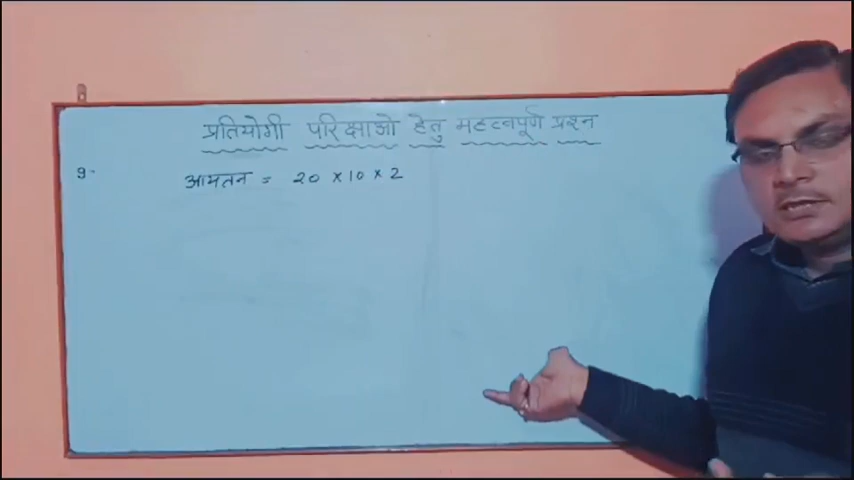 प्रतियोगी परिक्षाओ हेतु महत्वपूर्ण प्रश्न
9- आयतन = 20 × 10 × 2